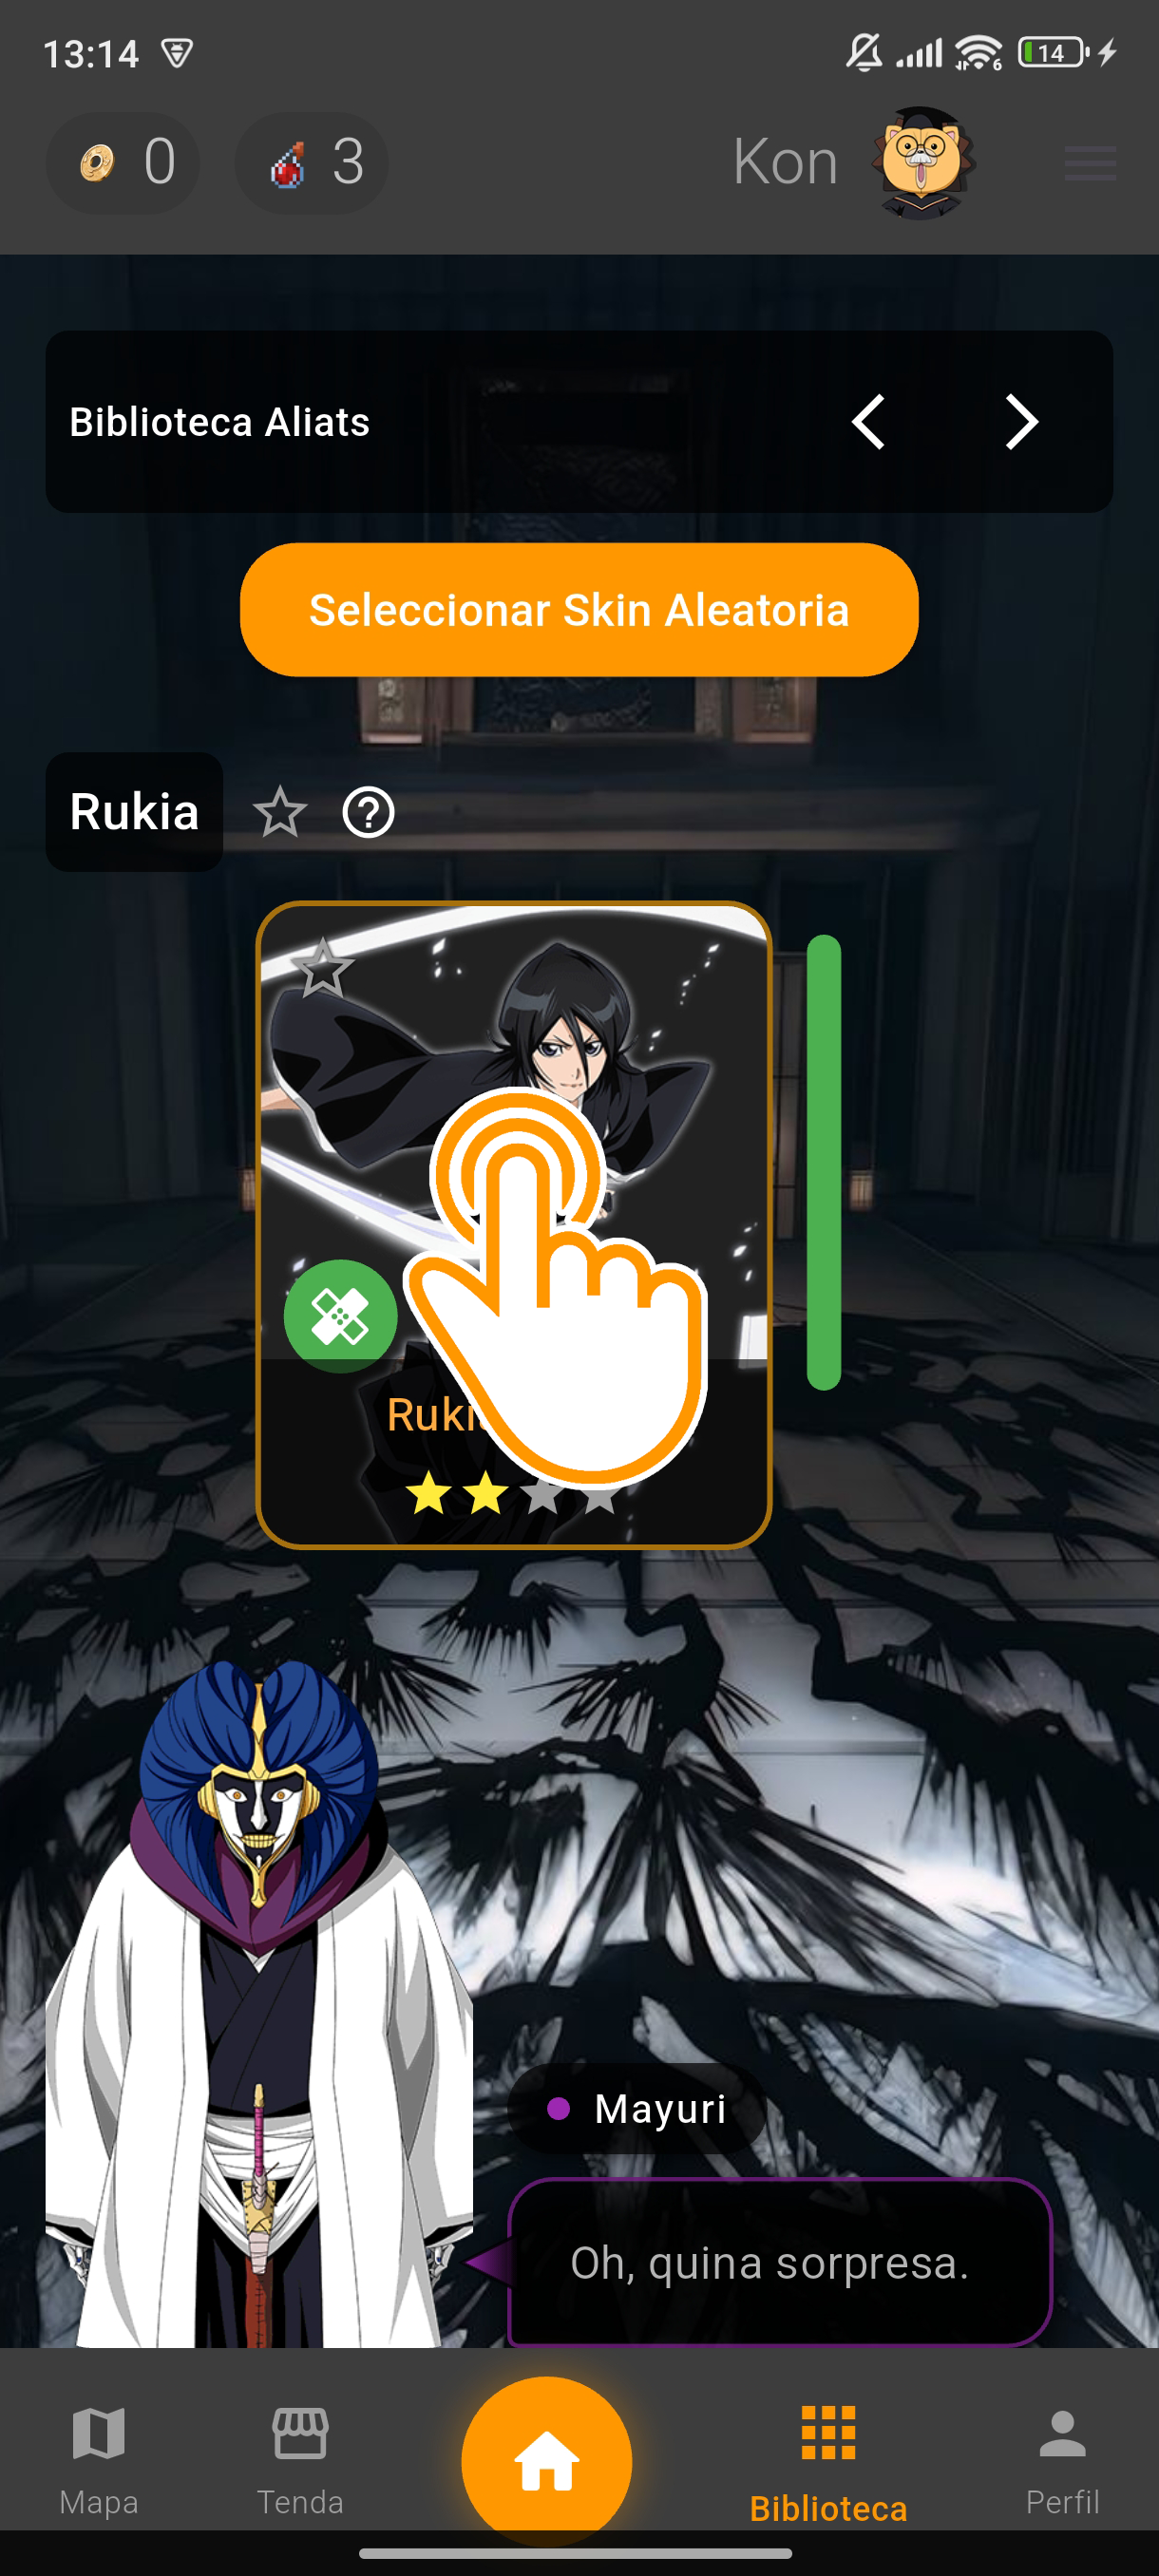 13:14
6
14
0
3
Kon
Biblioteca Aliats
Seleccionar Skin Aleatoria
Rukia
Mayuri
Oh, quina sorpresa.
Mapa
Tenda
Biblioteca
Perfil